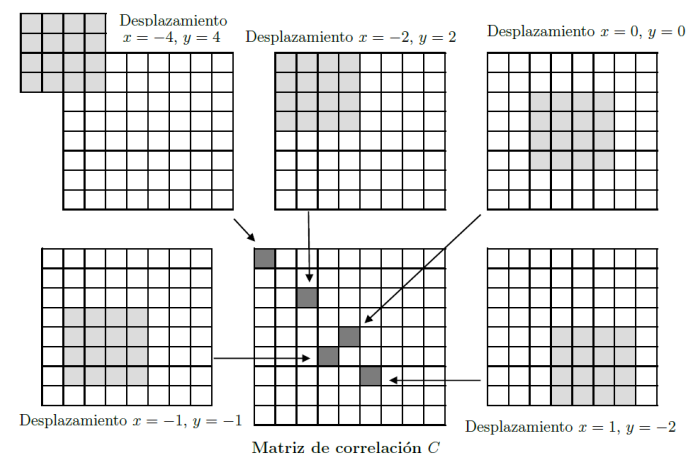 Desplazamiento
x = −4, y = 4
Desplazamiento x = −2, y = 2
Desplazamiento x = 0, y = 0
Desplazamiento x = −1, y = −1
Desplazamiento x = 1, y = −2
Matriz de correlación C